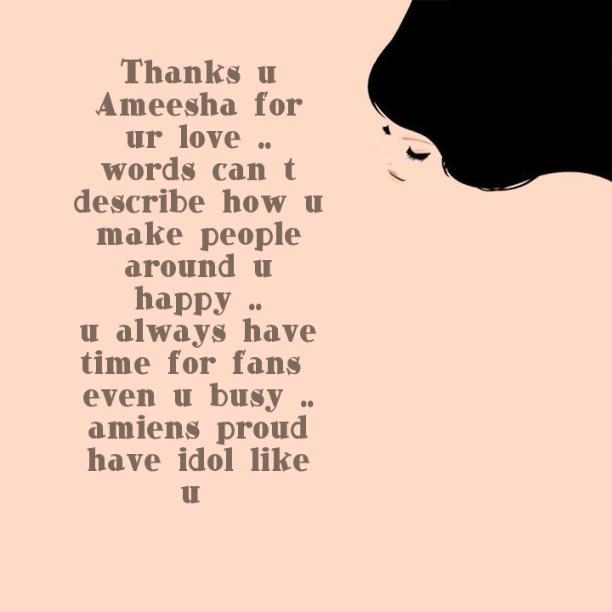 Thanks u
Ameesha for
ur love ..
words can t
describe how u
make people
around u
happy ..
u always have
time for fans
even u busy ..
amiens proud
have idol like
u